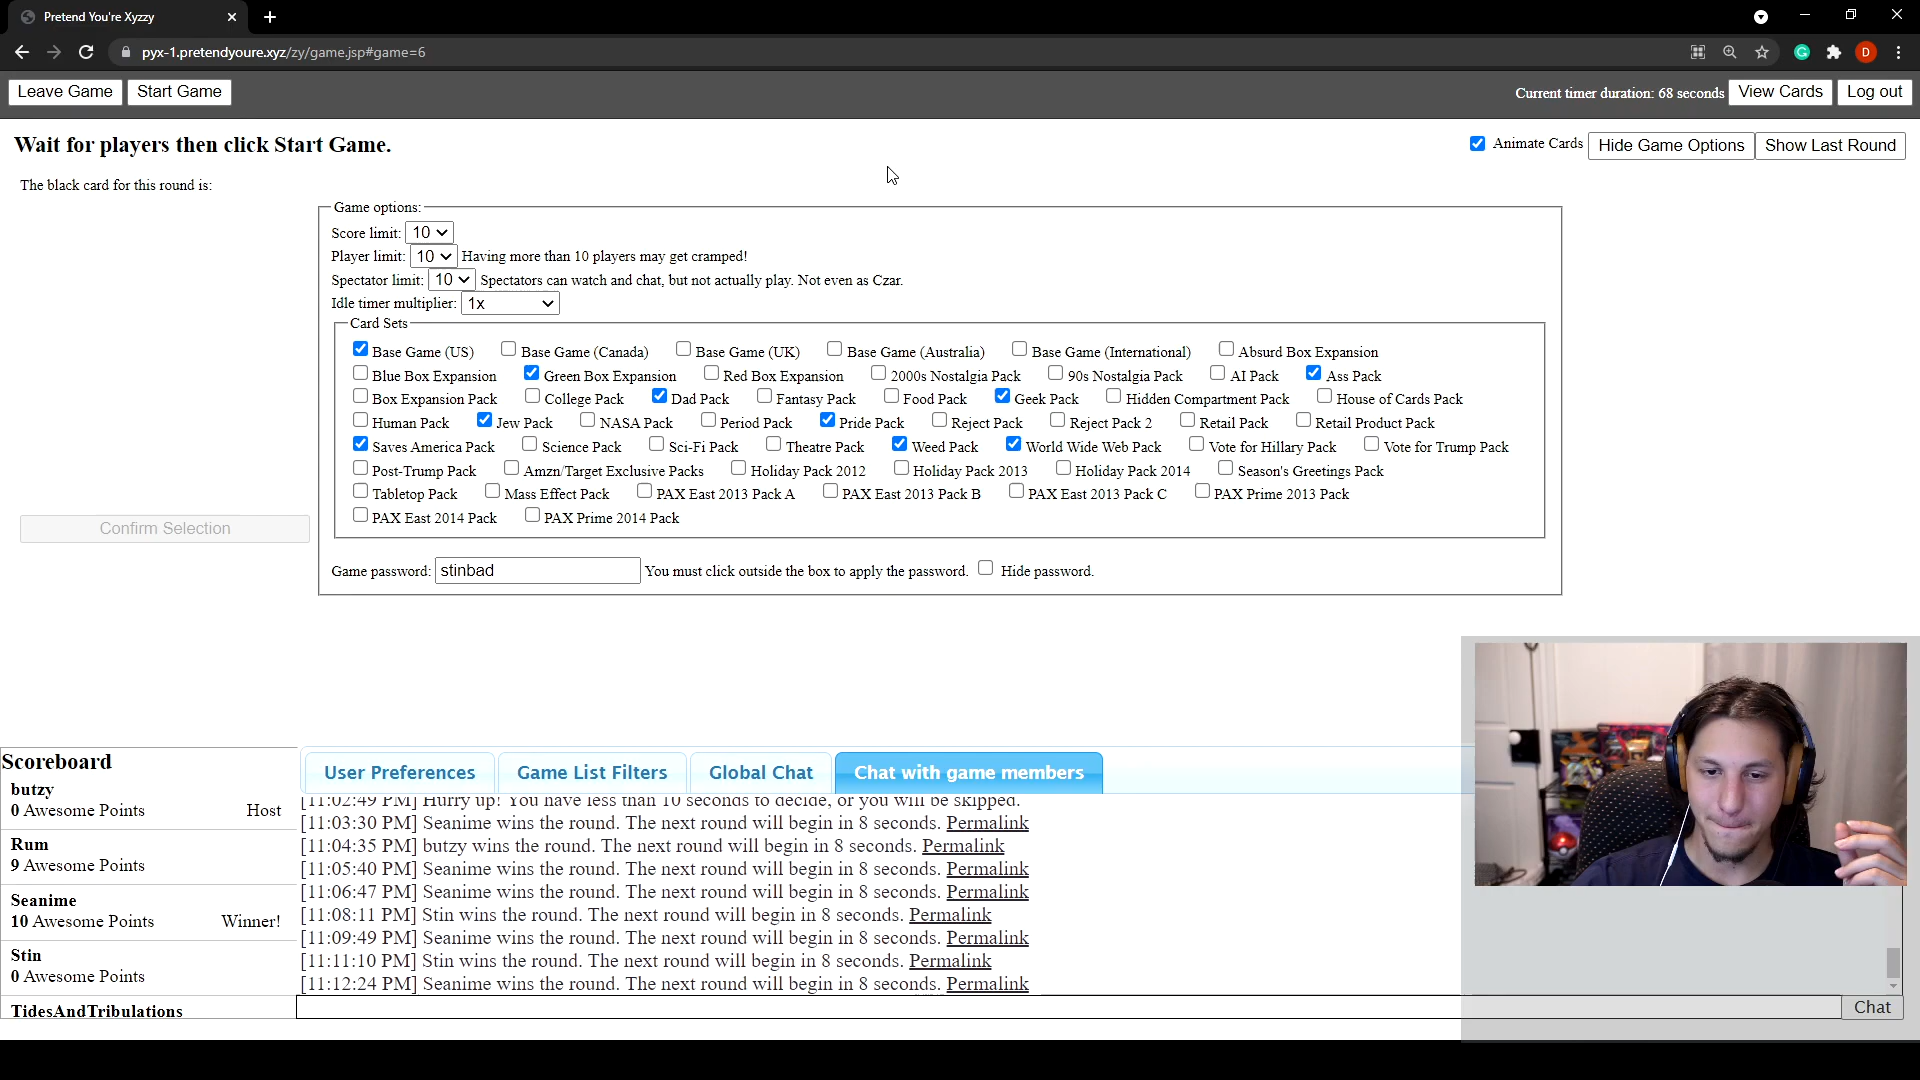 Pretend You're Xyzzy
pyx-1.pretendyoure.xyz/zy/game.jsp#game=6
D
Leave Game Start Game Current timer duration: 68 seconds View Cards Log out
Wait for players then click Start Game. Animate Cards Hide Game Options Show Last Round
The black card for this round is:
Game options:
Score limit: 10
Player limit: 10 Having more than 10 players may get cramped!
Spectator limit: 10 Spectators can watch and chat, but not actually play. Not even as Czar.
Idle timer multiplier: 1x
Card Sets
Base Game (US) Base Game (Canada) Base Game (UK) Base Game (Australia) Base Game (International) Absurd Box Expansion
Blue Box Expansion Green Box Expansion Red Box Expansion 2000s Nostalgia Pack 90s Nostalgia Pack AI Pack Ass Pack
Box Expansion Pack College Pack Dad Pack Fantasy Pack Food Pack Geek Pack Hidden Compartment Pack House of Cards Pack
Human Pack Jew Pack NASA Pack Period Pack Pride Pack Reject Pack Reject Pack 2 Retail Pack Retail Product Pack
Saves America Pack Science Pack Sci-Fi Pack Theatre Pack Weed Pack World Wide Web Pack Vote for Hillary Pack Vote for Trump Pack
Post-Trump Pack Amzn/Target Exclusive Packs Holiday Pack 2012 Holiday Pack 2013 Holiday Pack 2014 Season's Greetings Pack
Tabletop Pack Mass Effect Pack PAX East 2013 Pack A PAX East 2013 Pack B PAX East 2013 Pack C PAX Prime 2013 Pack
PAX East 2014 Pack PAX Prime 2014 Pack
Confirm Selection
Game password: stinbad You must click outside the box to apply the password. Hide password.
Scoreboard
butzy
0 Awesome Points Host
Rum
9 Awesome Points
Seanime
10 Awesome Points Winner!
Stin
0 Awesome Points
TidesAndTribulations
User Preferences Game List Filters Global Chat Chat with game members
[11:02:49 PM] Hurry up! You have less than 10 seconds to decide, or you will be skipped.
[11:03:30 PM] Seanime wins the round. The next round will begin in 8 seconds. Permalink
[11:04:35 PM] butzy wins the round. The next round will begin in 8 seconds. Permalink
[11:05:40 PM] Seanime wins the round. The next round will begin in 8 seconds. Permalink
[11:06:47 PM] Seanime wins the round. The next round will begin in 8 seconds. Permalink
[11:08:11 PM] Stin wins the round. The next round will begin in 8 seconds. Permalink
[11:09:49 PM] Seanime wins the round. The next round will begin in 8 seconds. Permalink
[11:11:10 PM] Stin wins the round. The next round will begin in 8 seconds. Permalink
[11:12:24 PM] Seanime wins the round. The next round will begin in 8 seconds. Permalink
Chat